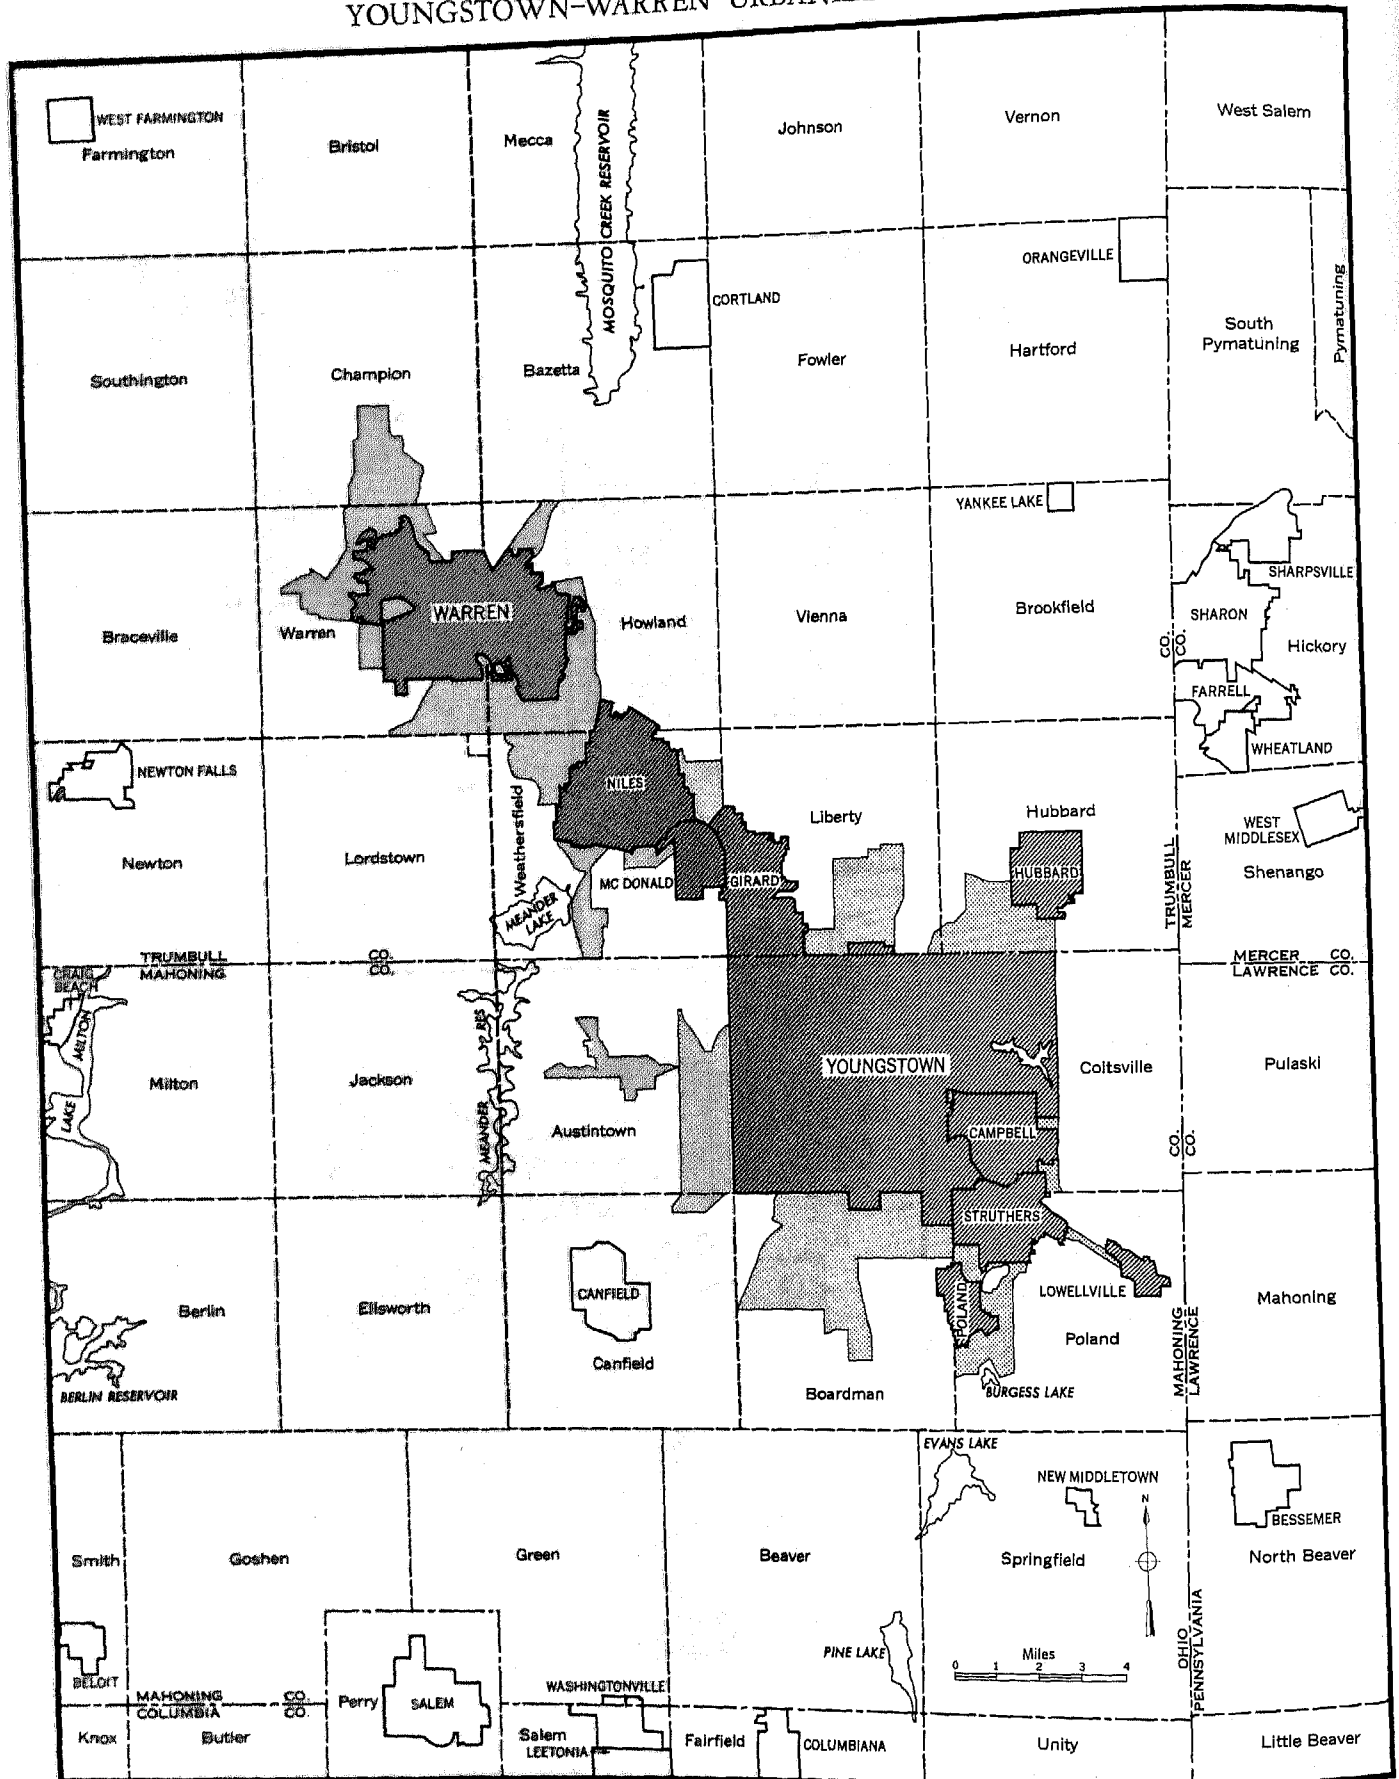 YOUNGSTOWN-WARREN
WEST FARMINGTON
Farmington
Bristol
Mecca
MOSQUITO CREEK RESERVOIR
Johnson
Vernon
West Salem
ORANGEVILLE
CORTLAND
Southington
Champion
Bazetta
Fowler
Hartford
South
Pymatuning
Pymatuning
YANKEE LAKE
SHARPSVILLE
Braceville
Warren
WARREN
Howland
Vienna
Brookfield
CO.
CO.
SHARON
Hickory
FARRELL
WHEATLAND
NEWTON FALLS
NILES
Liberty
Hubbard
WEST
MIDDLESEX
Newton
Lordstown
Weathersfield
MC DONALD
GIRARD
HUBBARD
Shenango
MEANDER
LAKE
TRUMBULL
MERCER
TRUMBULL CO.
MAHONING CO.
MERCER CO.
LAWRENCE CO.
CRAIG
BEACH
LAKE MILTON
Milton
Jackson
MEANDER RES
Austintown
YOUNGSTOWN
Coitsville
Pulaski
CAMPBELL
CO.
CO.
STRUTHERS
Berlin
Ellsworth
CANFIELD
Canfield
POLAND
LOWELLVILLE
Poland
Mahoning
BERLIN RESERVOIR
Boardman
BURGESS LAKE
MAHONING
LAWRENCE
EVANS LAKE
NEW MIDDLETOWN
N
BESSEMER
Smith
Goshen
Green
Beaver
Springfield
North Beaver
BELOIT
PINE LAKE
Miles
0 1 2 3 4
OHIO
PENNSYLVANIA
MAHONING CO.
COLUMBIA CO.
Perry
SALEM
WASHINGTONVILLE
Knox
Butler
Salem
LEETONIA
Fairfield
COLUMBIANA
Unity
Little Beaver